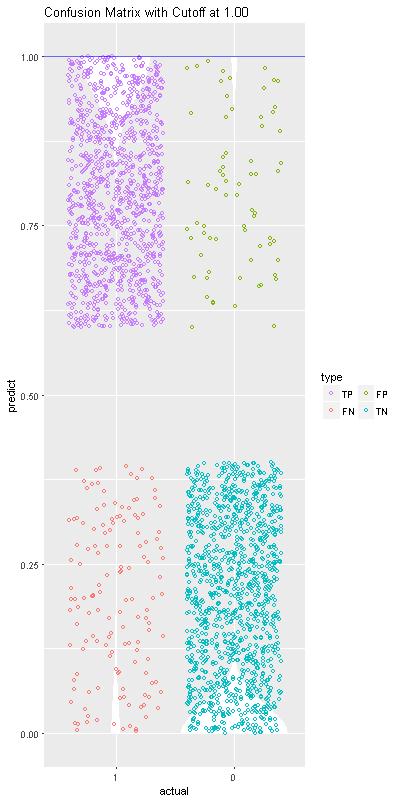 Confusion Matrix with Cutoff at 1.00
1.00
0.75
0.50
0.25
0.00
predict
1 0
actual
type
TP FP
FN TN